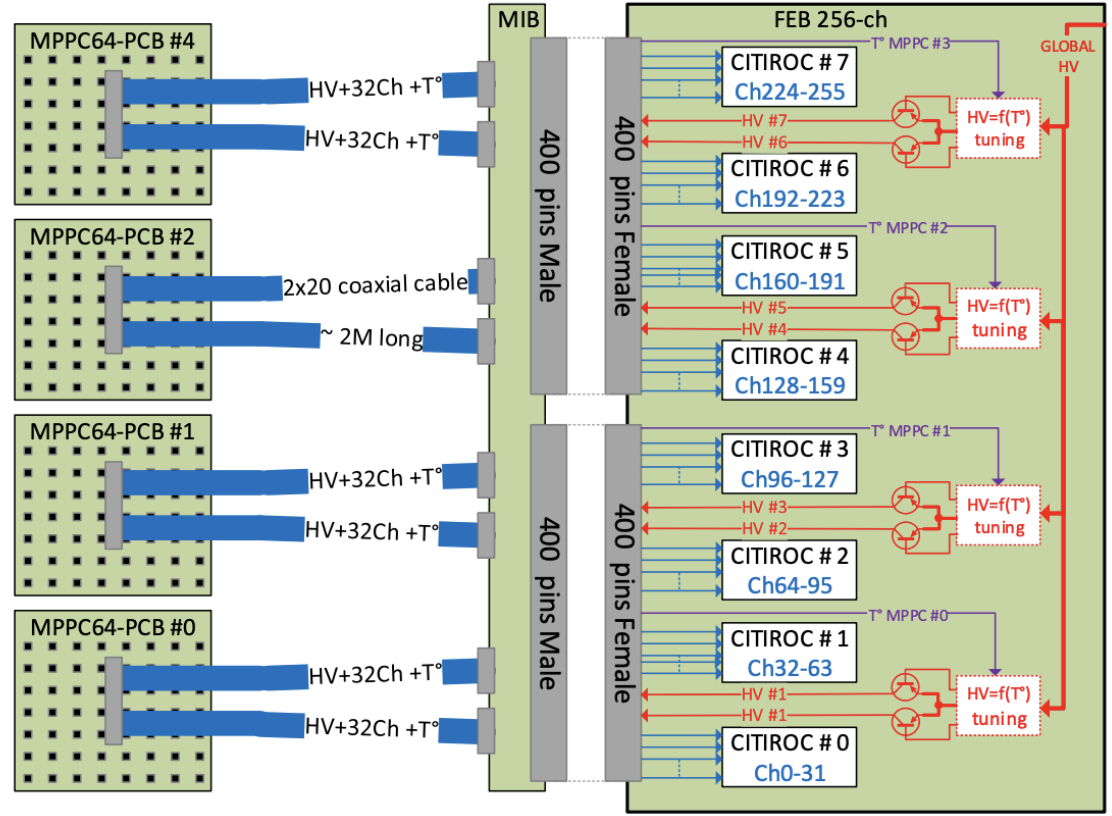 MPPC64-PCB #4
HV+32Ch +T°
HV+32Ch +T°
MPPC64-PCB #2
2x20 coaxial cable
~ 2M long
MPPC64-PCB #1
HV+32Ch +T°
HV+32Ch +T°
MPPC64-PCB #0
HV+32Ch +T°
HV+32Ch +T°
MIB
400 pins Male
400 pins Male
FEB 256-ch
400 pins Female
400 pins Female
GLOBAL
HV
T° MPPC #3
CITIROC # 7
Ch224-255
HV #7
HV #6
HV=f(T°)
tuning
CITIROC # 6
Ch192-223
T° MPPC #2
CITIROC # 5
Ch160-191
HV #5
HV #4
HV=f(T°)
tuning
CITIROC # 4
Ch128-159
T° MPPC #1
CITIROC # 3
Ch96-127
HV #3
HV #2
HV=f(T°)
tuning
CITIROC # 2
Ch64-95
T° MPPC #0
CITIROC # 1
Ch32-63
HV #1
HV #1
HV=f(T°)
tuning
CITIROC # 0
Ch0-31